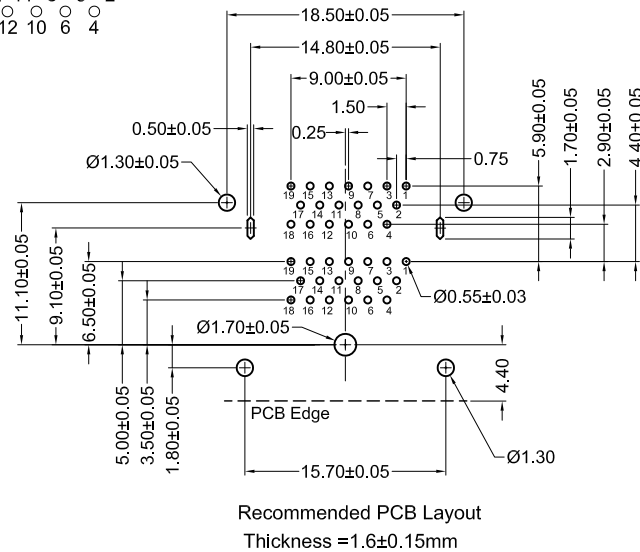 12 10 6 4
18.50±0.05
14.80±0.05
9.00±0.05
1.50
0.50±0.05
0.25
0.75
Ø1.30±0.05
5.90±0.05
1.70±0.05
2.90±0.05
4.40±0.05
19 15 13 9 7 3 1
17 14 11 8 5 2
18 16 12 10 6 4
19 15 13 9 7 3 1
17 14 11 8 5 2
18 16 12 10 6 4
11.10±0.05
9.10±0.05
6.50±0.05
5.00±0.05
3.50±0.05
1.80±0.05
Ø0.55±0.03
Ø1.70±0.05
4.40
PCB Edge
Ø1.30
15.70±0.05
Recommended PCB Layout
Thickness =1.6±0.15mm